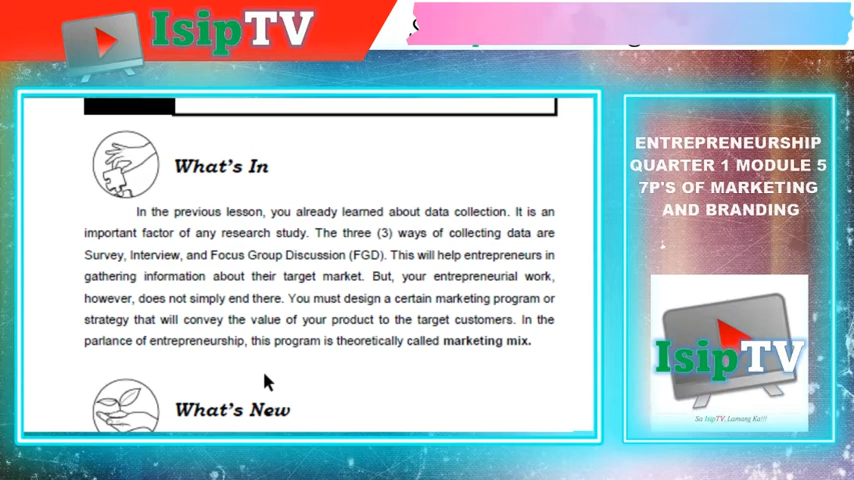 IsipTV
What's In
In the previous lesson, you already learned about data collection. It is an
important factor of any research study. The three (3) ways of collecting data are
Survey, Interview, and Focus Group Discussion (FGD). This will help entrepreneurs in
gathering information about their target market. But, your entrepreneurial work,
however, does not simply end there. You must design a certain marketing program or
strategy that will convey the value of your product to the target customers. In the
parlance of entrepreneurship, this program is theoretically called marketing mix.
What's New
ENTREPRENEURSHIP
QUARTER 1 MODULE 5
7P'S OF MARKETING
AND BRANDING
IsipTV
Sa IsipTV, Lamang Ka!!!